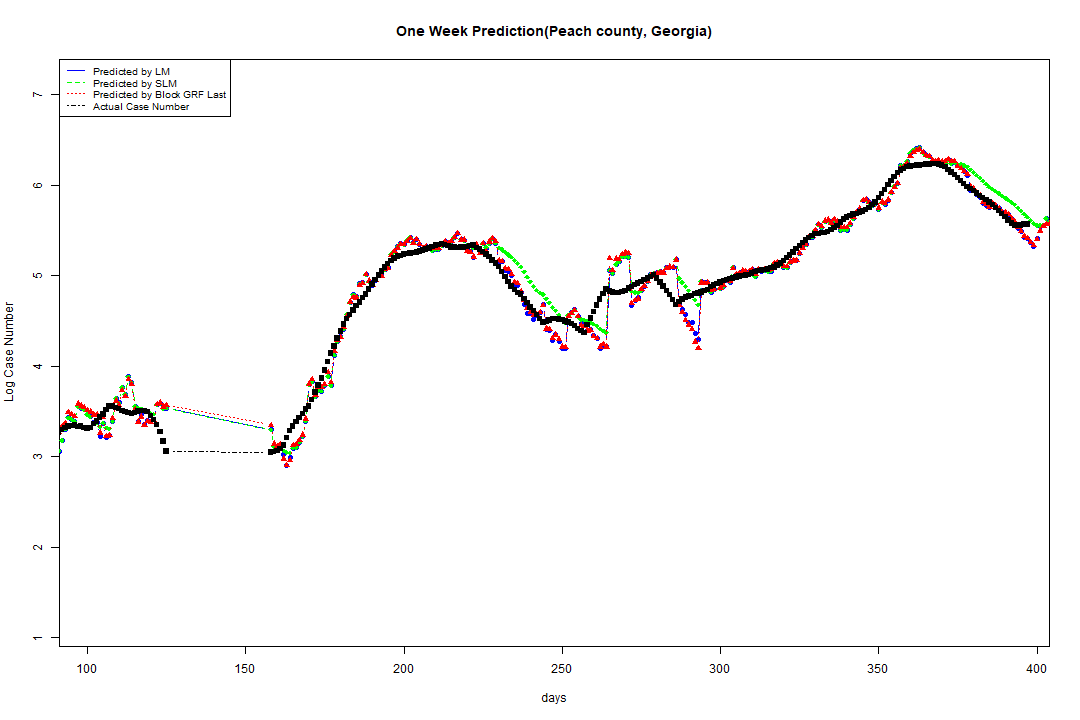 One Week Prediction(Peach county, Georgia)
Predicted by LM
Predicted by SLM
Predicted by Block GRF Last
Actual Case Number
7
6
5
4
3
2
1
Log Case Number
100 150 200 250 300 350 400
days